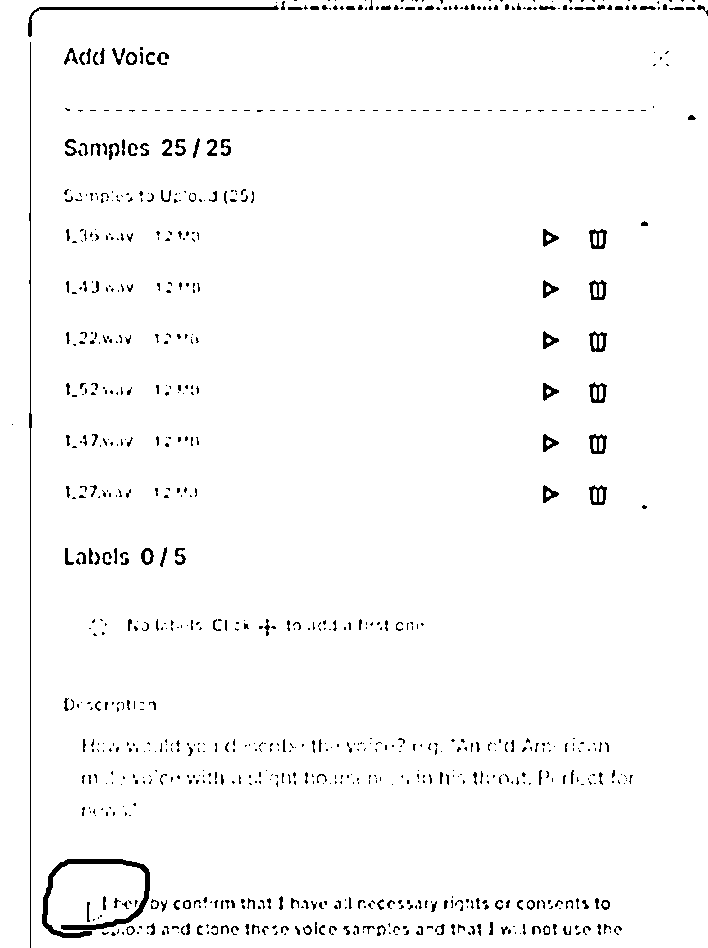 Add Voice
Samples 25 / 25
Samples to Upload (25)
1_36.wav 1.2 MB
1_43.wav 1.2 MB
1_22.wav 1.2 MB
1_52.wav 1.2 MB
1_47.wav 1.2 MB
1_27.wav 1.2 MB
Labels 0 / 5
No labels. Click + to add a first one
Description
How would you describe the voice? e.g. "An old American
male voice with a slight hoarseness in his throat. Perfect for
news."
I hereby confirm that I have all necessary rights or consents to
upload and clone these voice samples and that I will not use the